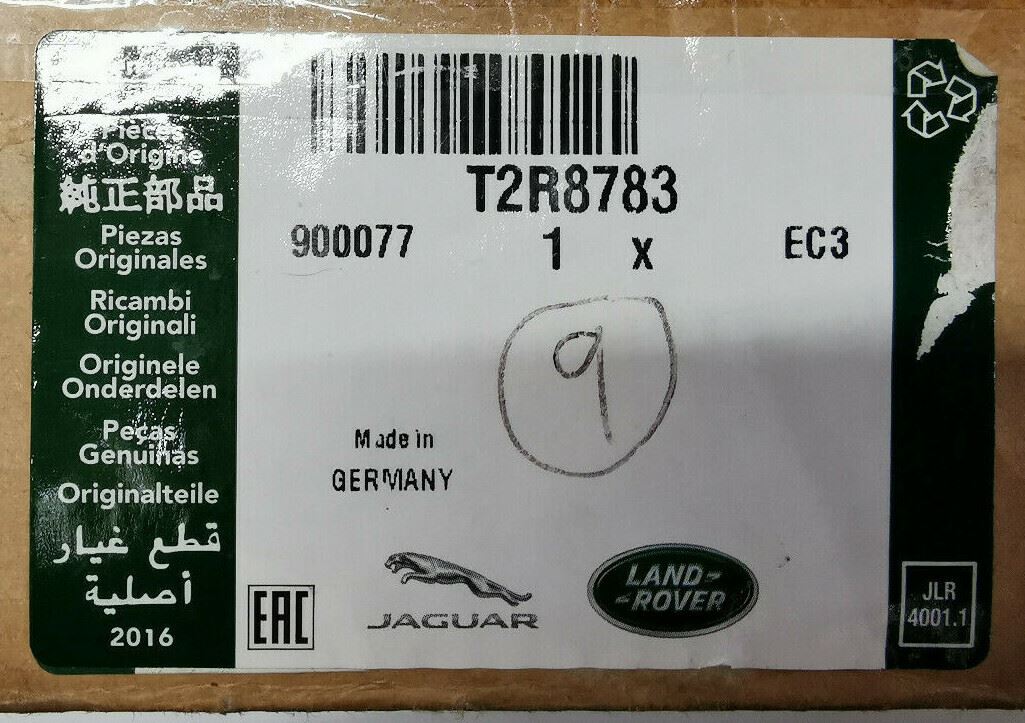 Pièces
d'Origine
純正部品
Piezas
Originales
Ricambi
Originali
Originele
Onderdelen
Peças
Genuinas
Originalteile
قطع غيار
أصلية
2016
T2R8783
900077 1 X EC3
9
Made in
GERMANY
EAC
JAGUAR
LAND-
-ROVER
JLR
4001.1